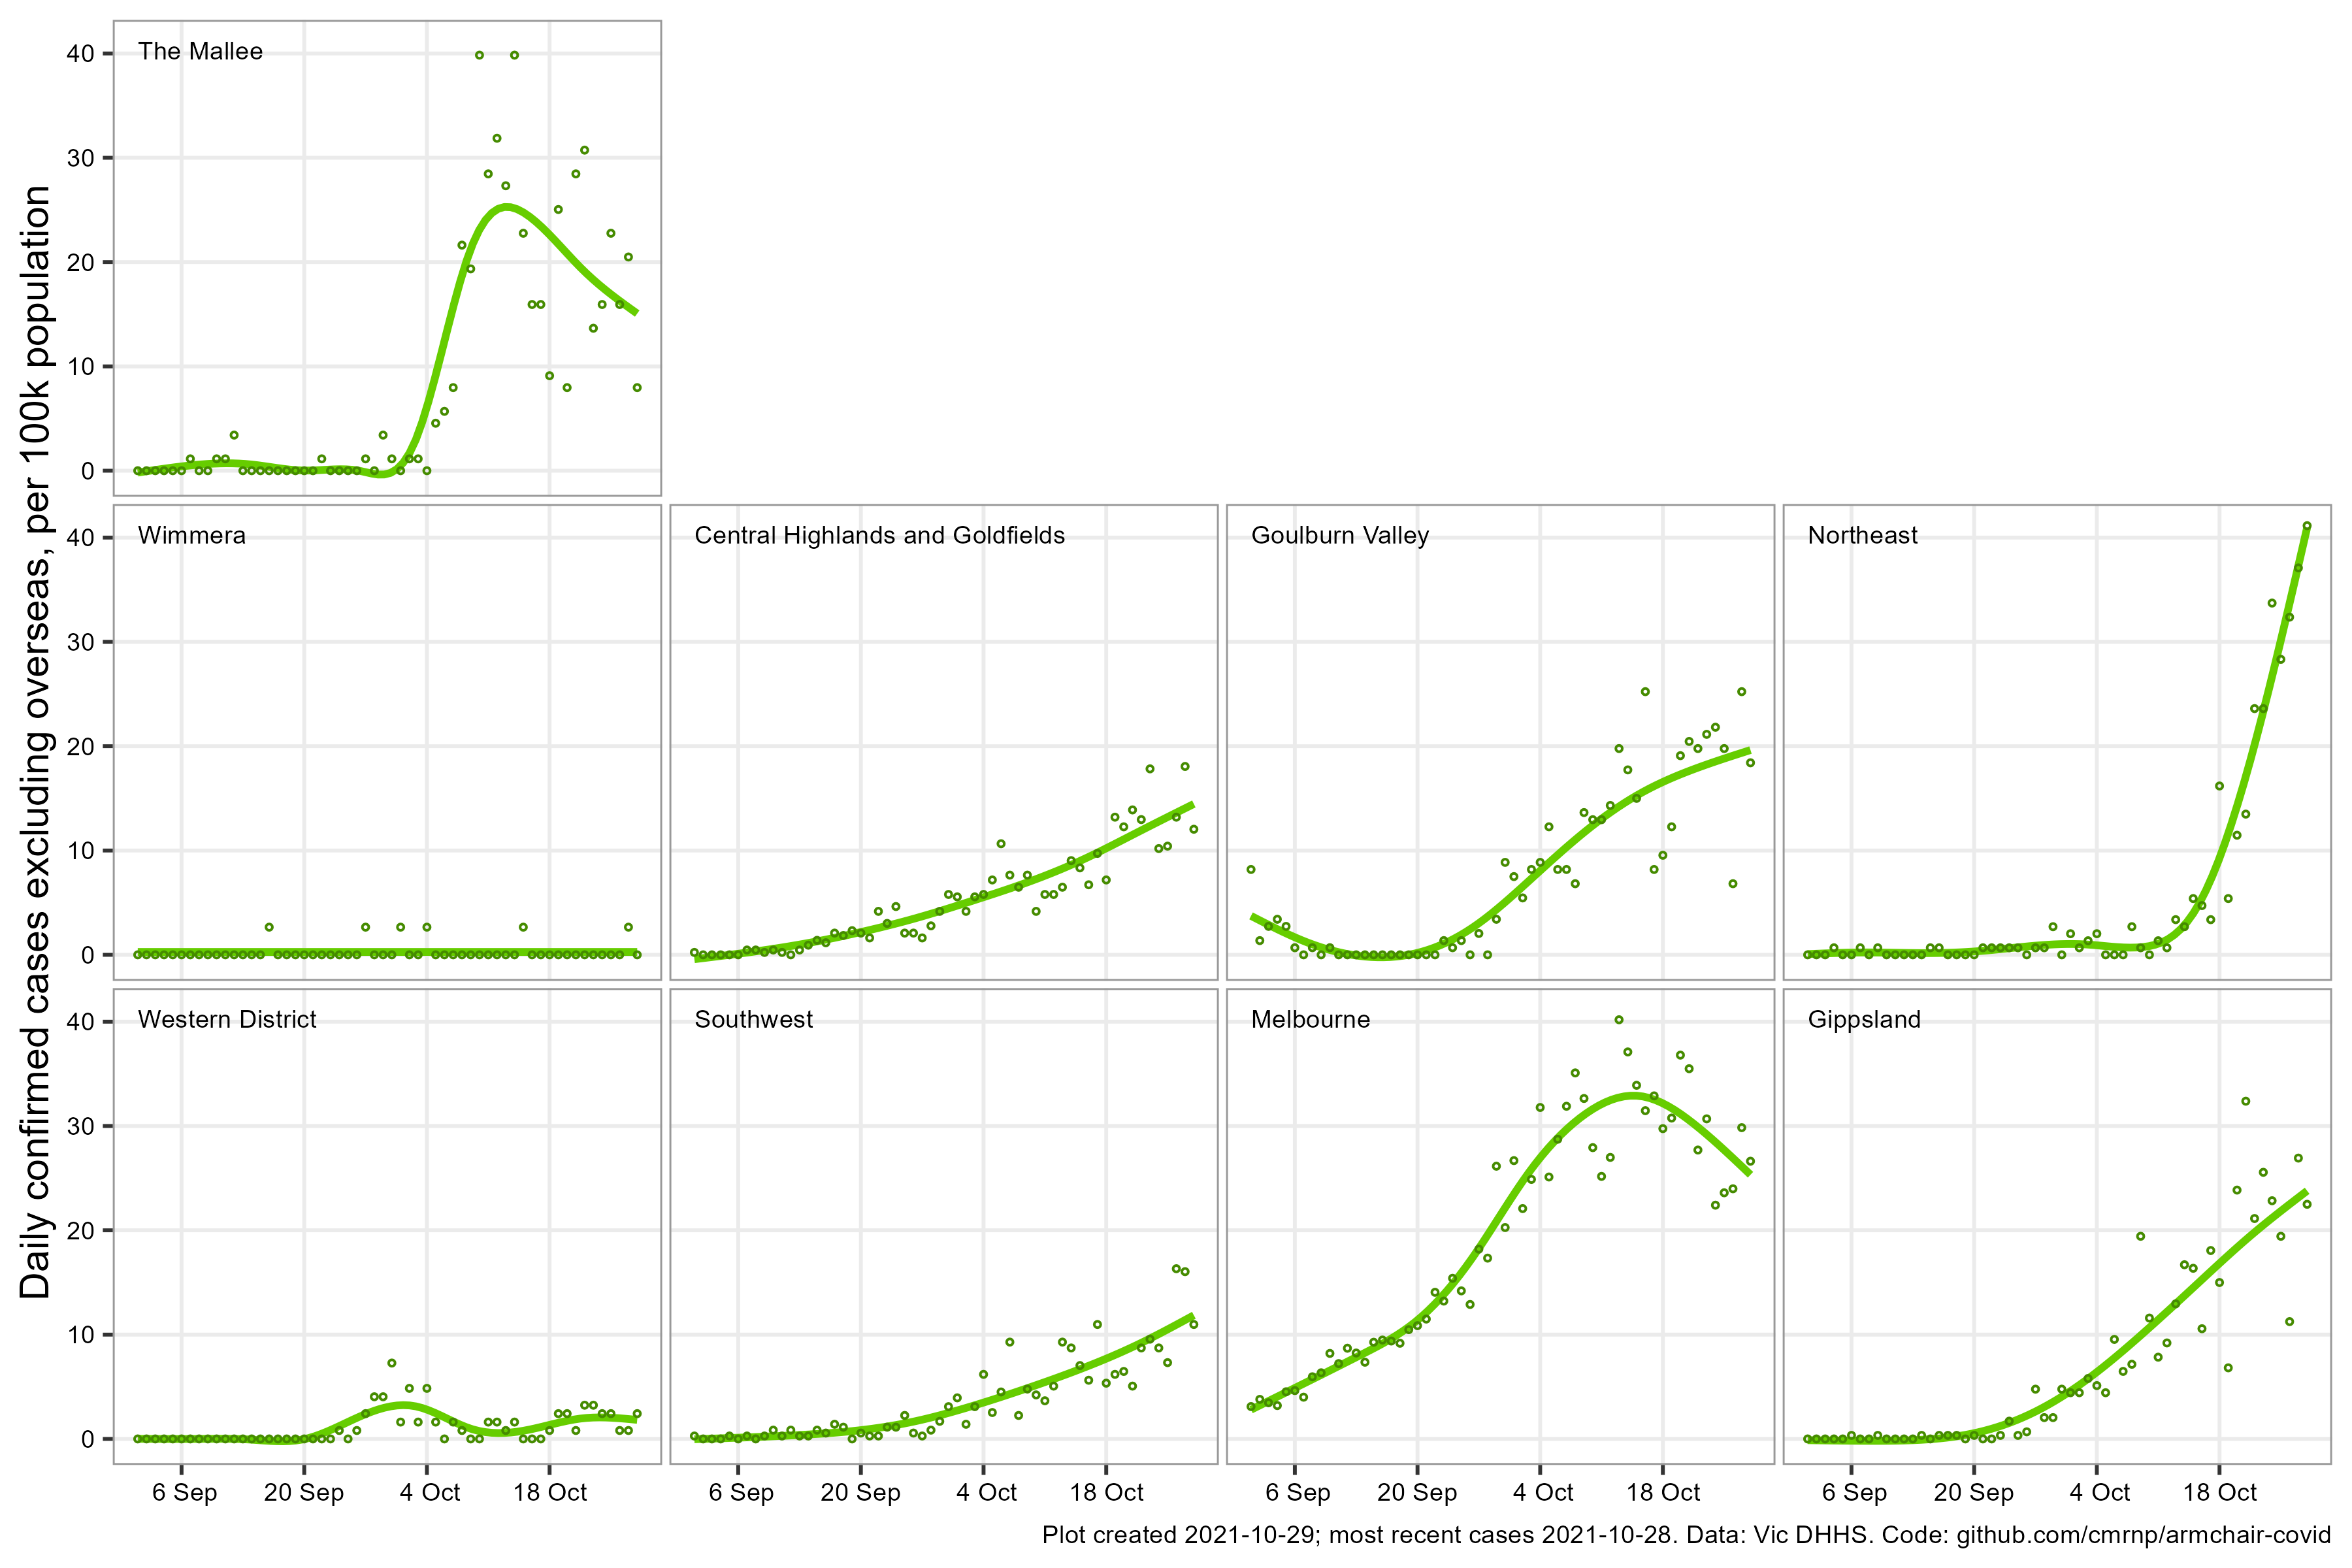 Daily confirmed cases excluding overseas, per 100k population
The Mallee
40
30
20
10
0
Wimmera
Central Highlands and Goldfields
Goulburn Valley
Northeast
40
30
20
10
0
Western District
Southwest
Melbourne
Gippsland
40
30
20
10
0
6 Sep 20 Sep 4 Oct 18 Oct
6 Sep 20 Sep 4 Oct 18 Oct
6 Sep 20 Sep 4 Oct 18 Oct
6 Sep 20 Sep 4 Oct 18 Oct
Plot created 2021-10-29; most recent cases 2021-10-28. Data: Vic DHHS. Code: github.com/cmrnp/armchair-covid